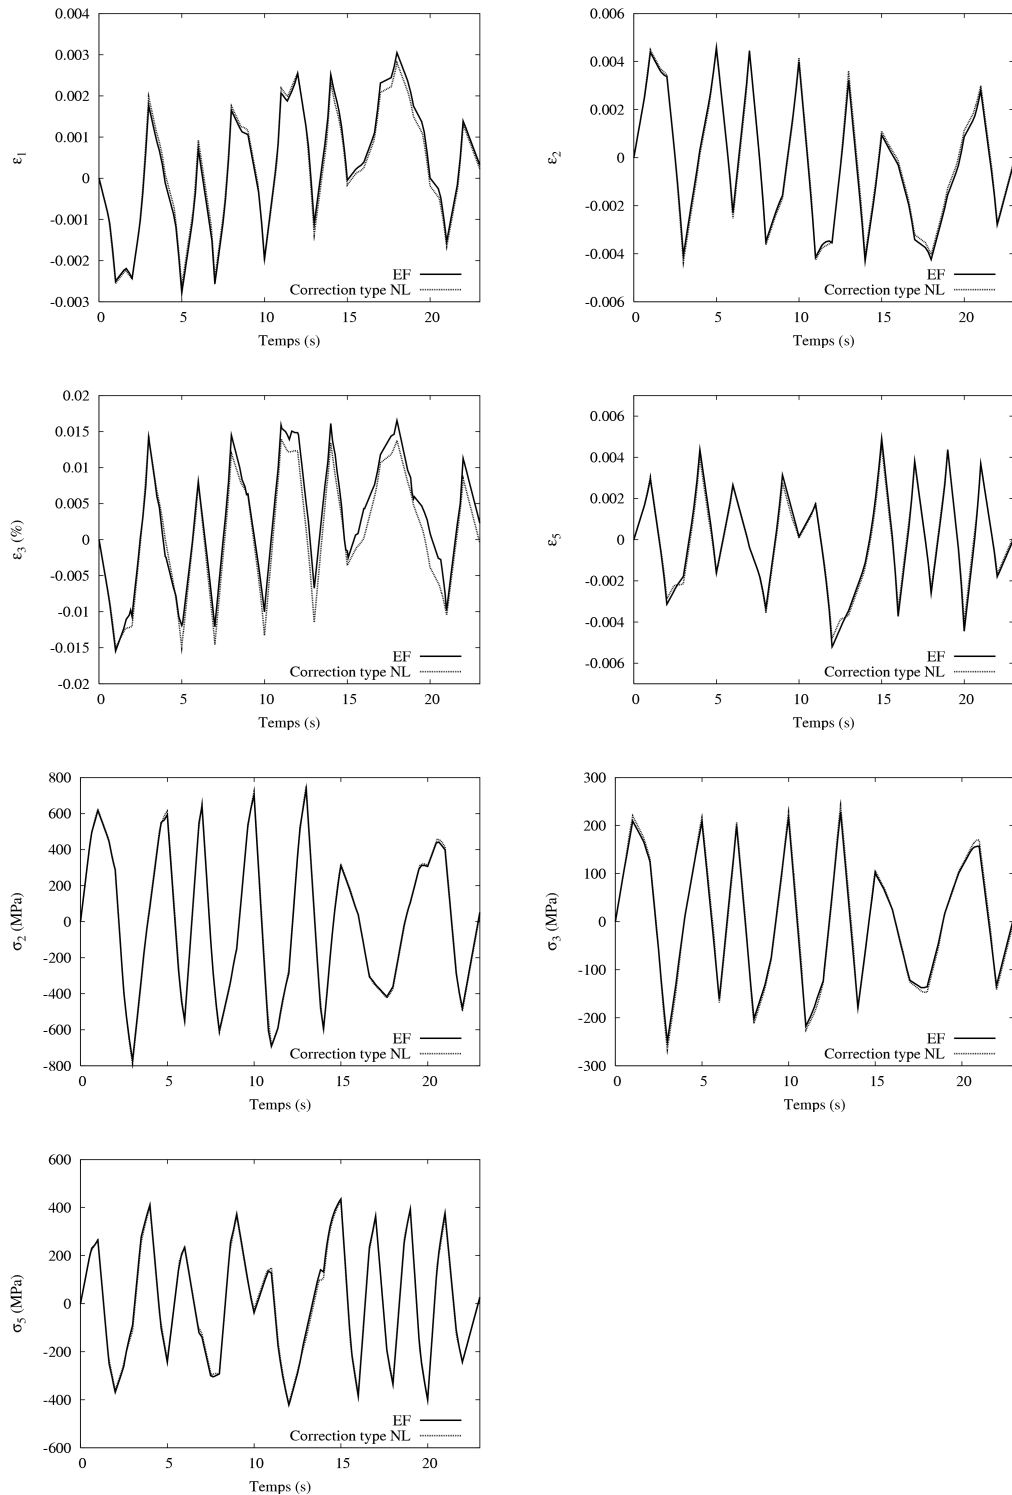 0.004
0.003
0.002
0.001
0
-0.001
-0.002
-0.003
ε1
0 5 10 15 20
Temps (s)
EF
Correction type NL
0.006
0.004
0.002
0
-0.002
-0.004
-0.006
ε2
0 5 10 15 20
Temps (s)
EF
Correction type NL
0.02
0.015
0.01
0.005
0
-0.005
-0.01
-0.015
-0.02
ε3 (%)
0 5 10 15 20
Temps (s)
EF
Correction type NL
0.006
0.004
0.002
0
-0.002
-0.004
-0.006
ε5
0 5 10 15 20
Temps (s)
EF
Correction type NL
800
600
400
200
0
-200
-400
-600
-800
σ2 (MPa)
0 5 10 15 20
Temps (s)
EF
Correction type NL
300
200
100
0
-100
-200
-300
σ3 (MPa)
0 5 10 15 20
Temps (s)
EF
Correction type NL
600
400
200
0
-200
-400
-600
σ5 (MPa)
0 5 10 15 20
Temps (s)
EF
Correction type NL